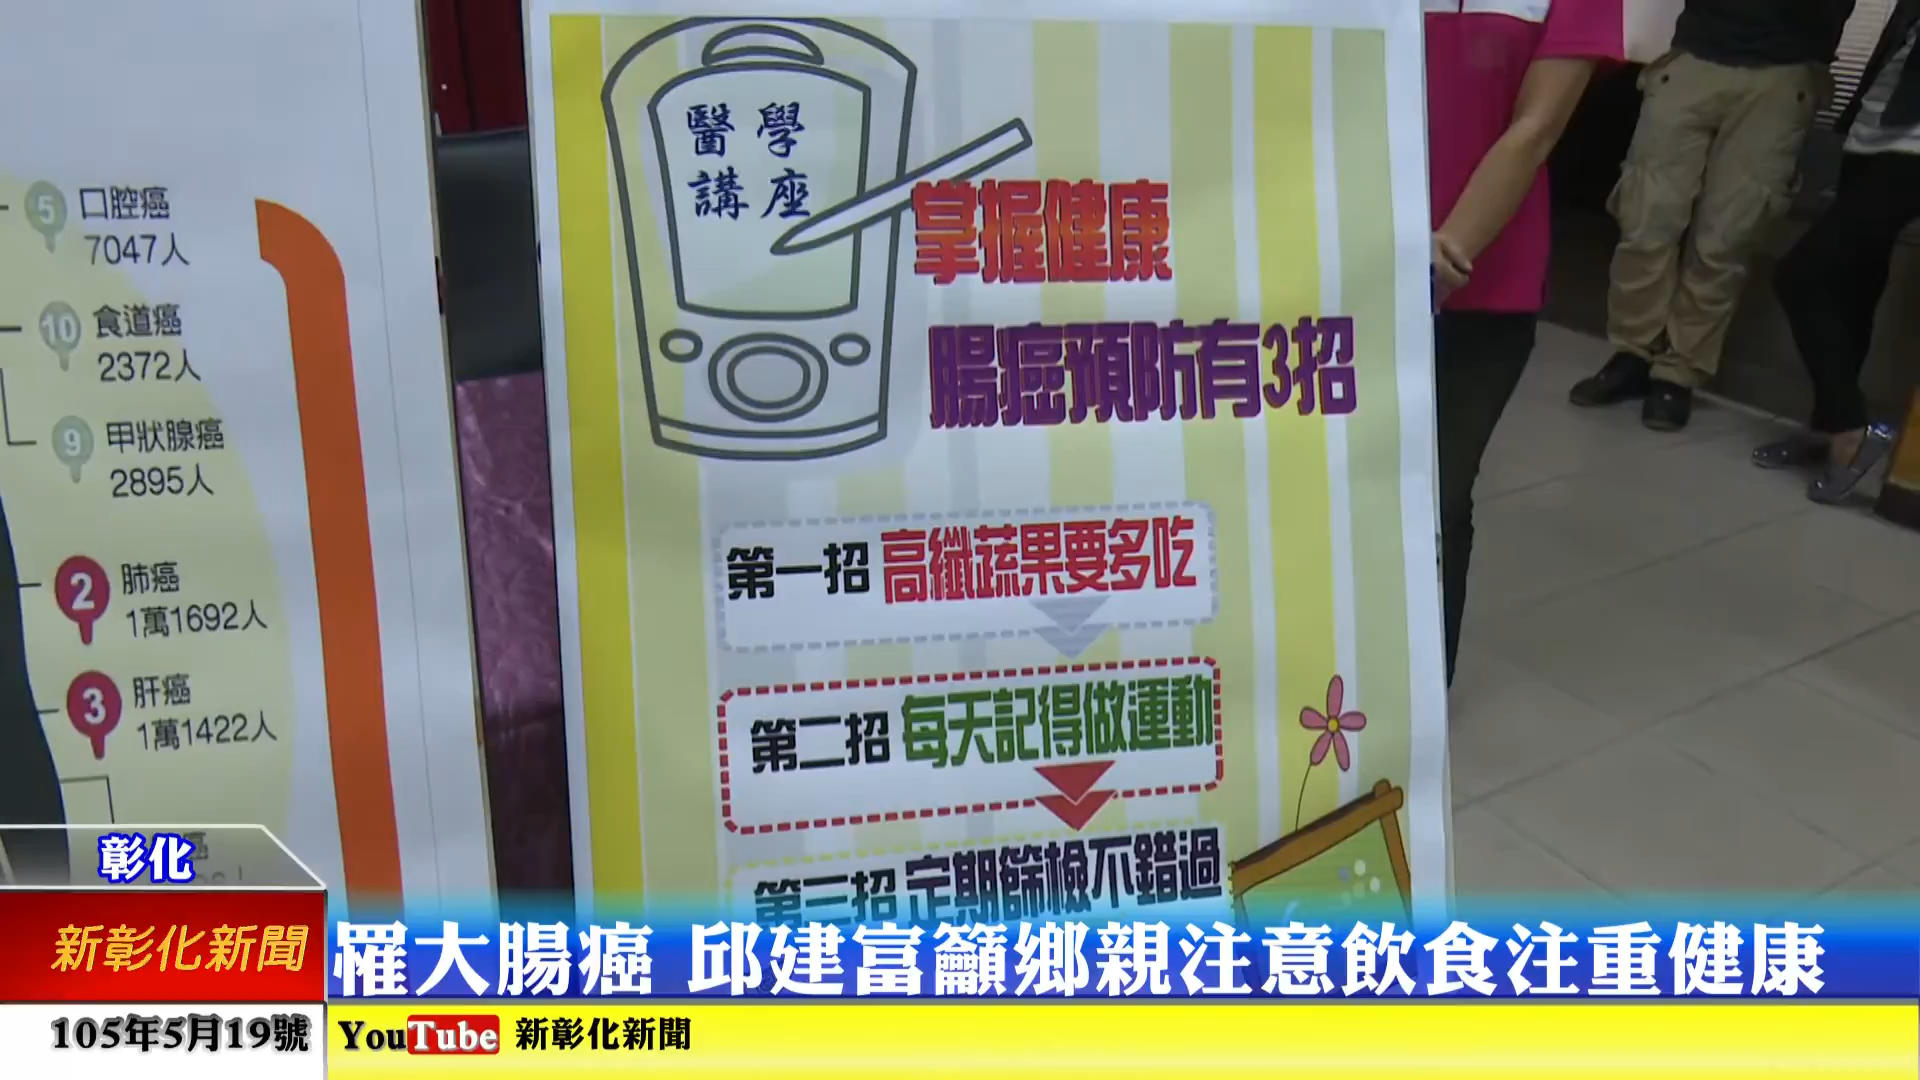 5 口腔癌
7047人
10 食道癌
2372人
9 甲狀腺癌
2895人
2 肺癌
1萬1692人
3 肝癌
1萬1422人
癌
醫學
講座
掌握健康
腸癌預防有3招
第一招 高纖蔬果要多吃
第二招 每天記得做運動
第三招 定期篩檢不錯過
彰化
新彰化新聞
罹大腸癌 邱建富籲鄉親注意飲食注重健康
105年5月19號
YouTube 新彰化新聞